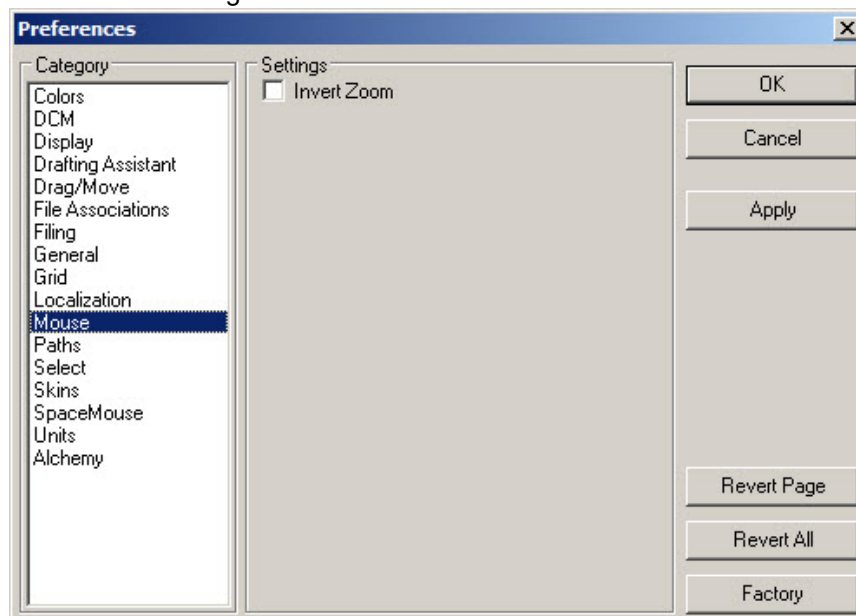 Preferences
Category
Colors
DCM
Display
Drafting Assistant
Drag/Move
File Associations
Filing
General
Grid
Localization
Mouse
Paths
Select
Skins
SpaceMouse
Units
Alchemy
Settings
Invert Zoom
OK
Cancel
Apply
Revert Page
Revert All
Factory